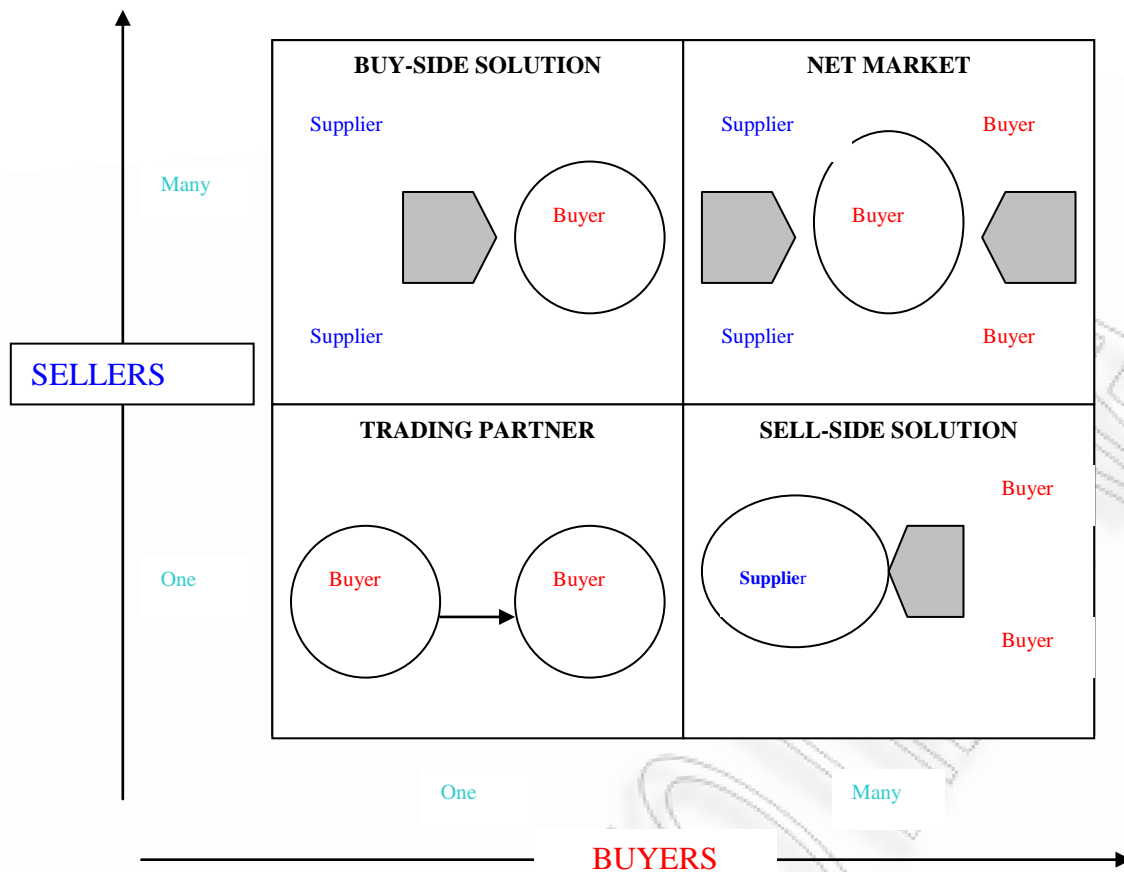 BUY-SIDE SOLUTION
NET MARKET
Supplier
Supplier
Buyer
Many
Buyer
Buyer
Supplier
Supplier
Buyer
SELLERS
TRADING PARTNER
SELL-SIDE SOLUTION
Buyer
One
Buyer
Buyer
Supplier
Buyer
One
Many
BUYERS